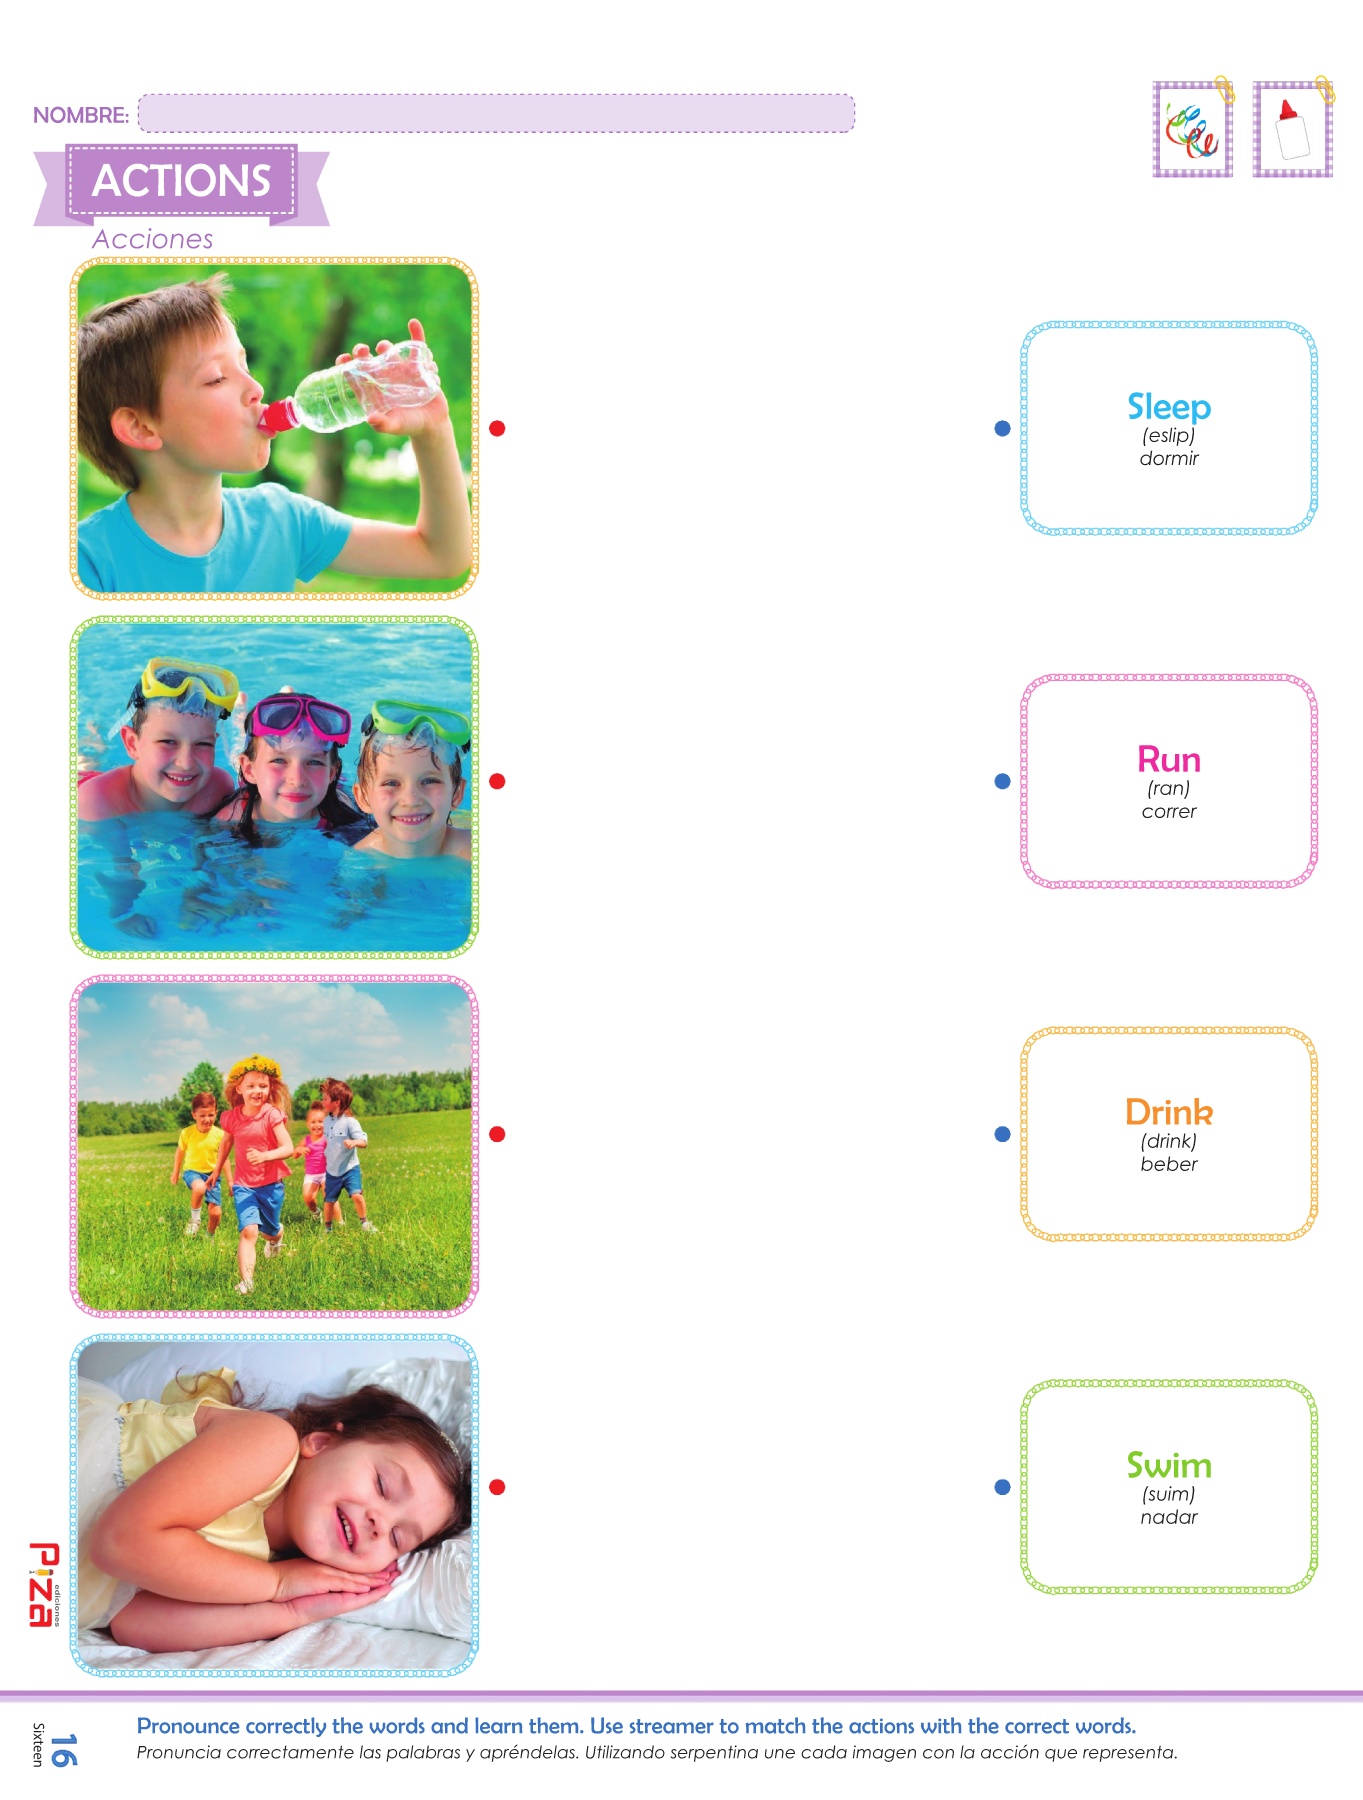 NOMBRE:
ACTIONS
Acciones
Sleep
(eslip)
dormir
Run
(ran)
correr
Drink
(drink)
beber
Swim
(suim)
nadar
Piza
ediciones
16
Sixteen
Pronounce correctly the words and learn them. Use streamer to match the actions with the correct words.
Pronuncia correctamente las palabras y apréndelas. Utilizando serpentina une cada imagen con la acción que representa.